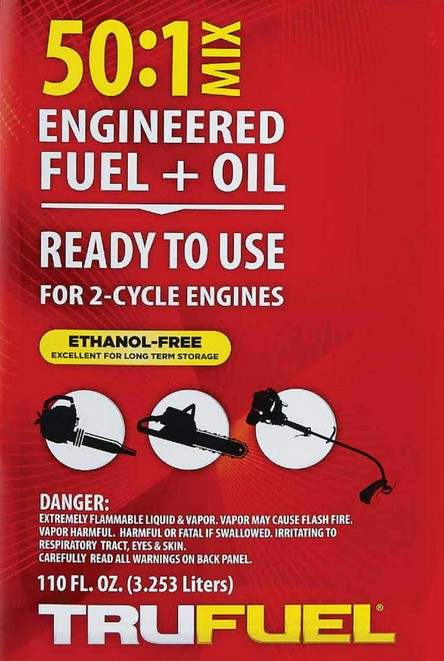 50:1 MIX
ENGINEERED
FUEL + OIL
READY TO USE
FOR 2-CYCLE ENGINES
ETHANOL-FREE
EXCELLENT FOR LONG TERM STORAGE
DANGER:
EXTREMELY FLAMMABLE LIQUID & VAPOR. VAPOR MAY CAUSE FLASH FIRE.
VAPOR HARMFUL. HARMFUL OR FATAL IF SWALLOWED. IRRITATING TO
RESPIRATORY TRACT, EYES & SKIN.
CAREFULLY READ ALL WARNINGS ON BACK PANEL.
110 FL. OZ. (3.253 Liters)
TRUFUEL®